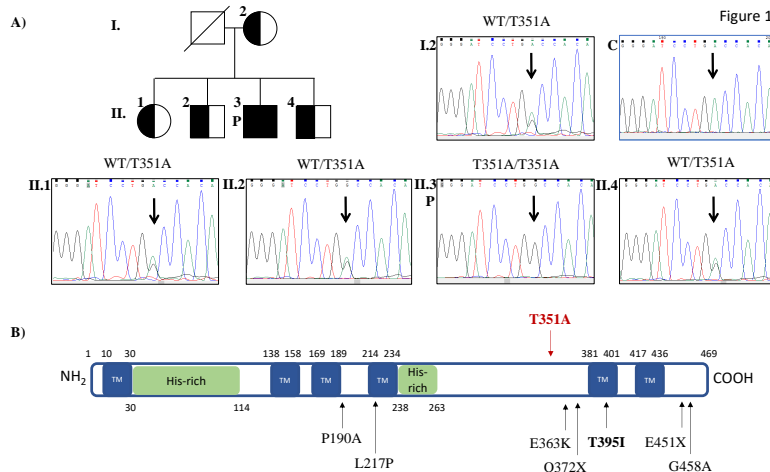 Figure 1
A)
I.
2
WT/T351A
I.2
C
II.
1
2
3
4
P
WT/T351A
II.1
WT/T351A
II.2
T351A/T351A
II.3
P
WT/T351A
II.4
B)
T351A
1 10 30 138 158 169 189 214 234 381 401 417 436 469
NH2 TM His-rich TM TM TM His-rich TM TM COOH
30 114 238 263
P190A
L217P
E363K
Q372X
T395I
E451X
G458A